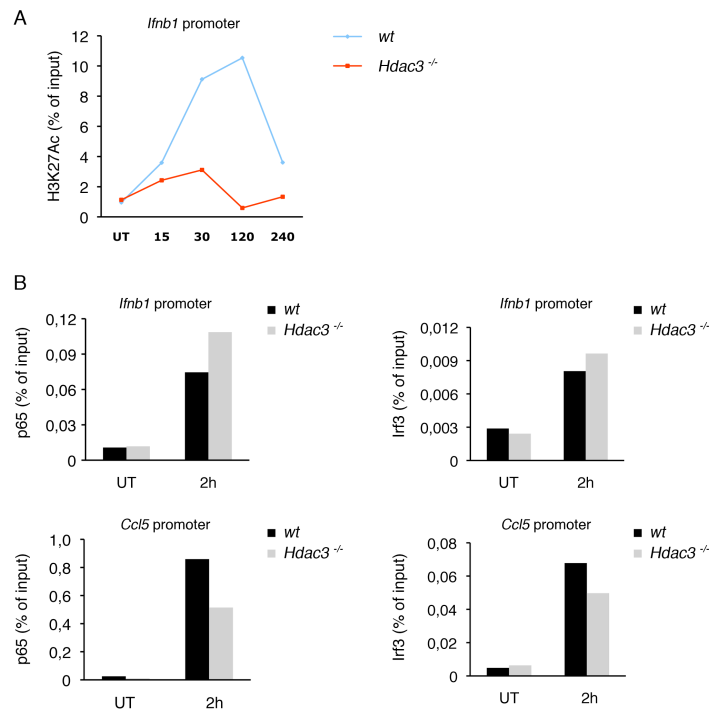 A
Ifnb1 promoter
wt
Hdac3 -/-
H3K27Ac (% of input)
12
10
8
6
4
2
0
UT 15 30 120 240
B
Ifnb1 promoter
wt
Hdac3 -/-
p65 (% of input)
0,12
0,09
0,06
0,03
0
UT 2h
Ifnb1 promoter
wt
Hdac3 -/-
Irf3 (% of input)
0,012
0,009
0,006
0,003
0
UT 2h
Ccl5 promoter
wt
Hdac3 -/-
p65 (% of input)
1,0
0,8
0,6
0,4
0,2
0
UT 2h
Ccl5 promoter
wt
Hdac3 -/-
Irf3 (% of input)
0,08
0,06
0,04
0,02
0
UT 2h